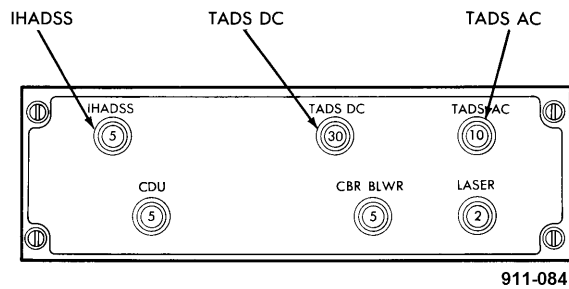 IHADSS TADS DC TADS AC
IHADSS TADS DC TADS AC
5 30 10
CDU CBR BLWR LASER
5 5 2
911-084